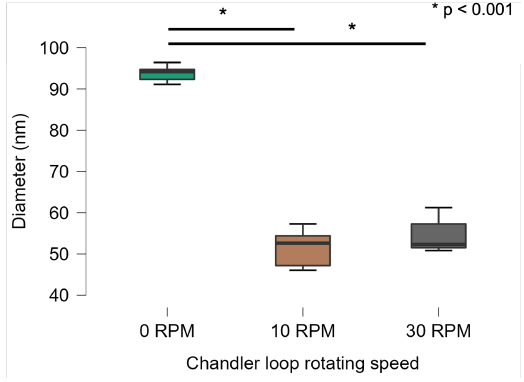 * p < 0.001
*
*
100
90
80
70
60
50
40
Diameter (nm)
0 RPM 10 RPM 30 RPM
Chandler loop rotating speed